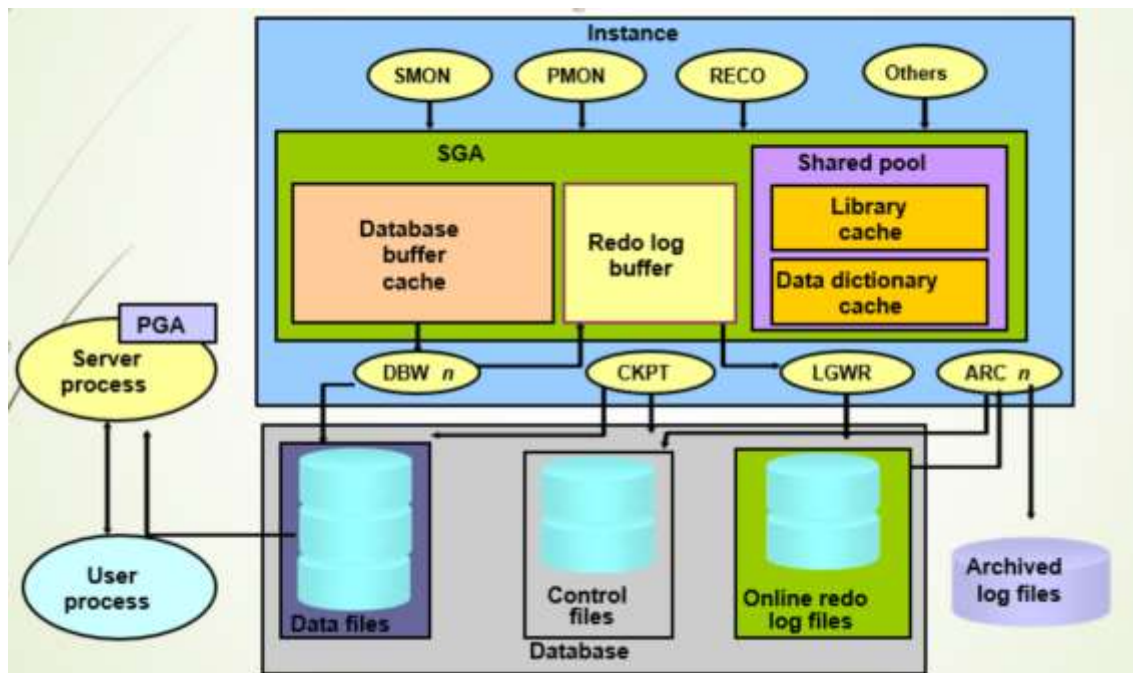 Instance
SMON
PMON
RECO
Others
SGA
Shared pool
Library
cache
Data dictionary
cache
Database
buffer
cache
Redo log
buffer
PGA
Server
process
DBW n
CKPT
LGWR
ARC n
User
process
Data files
Control
files
Online redo
log files
Archived
log files
Database